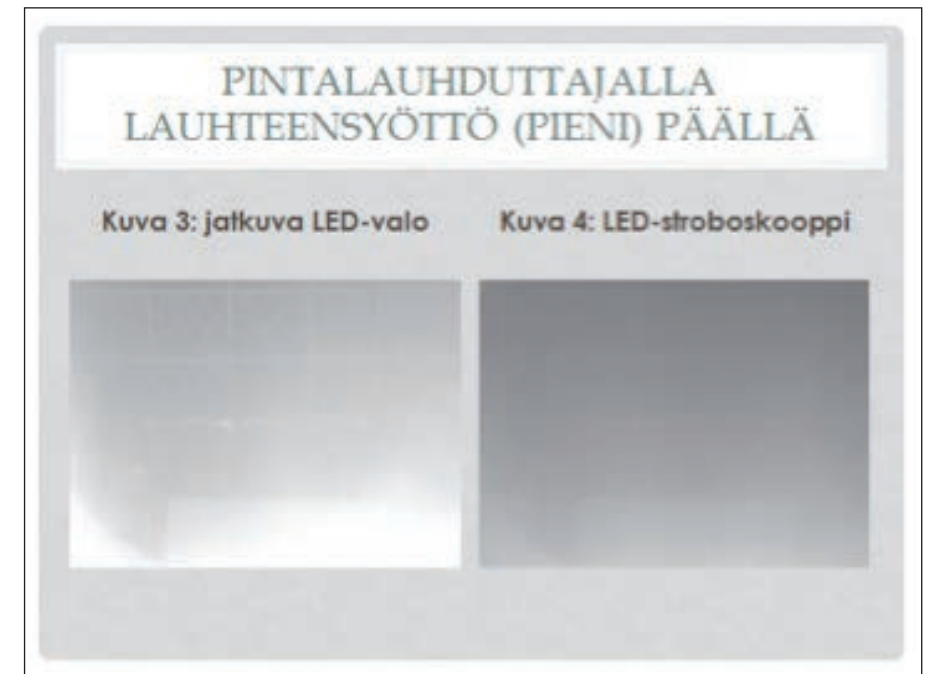 PINTALAUHDUTTAJALLA
LAUHTEENSYÖTTÖ (PIENI) PÄÄLLÄ
Kuva 3: jatkuva LED-valo
Kuva 4: LED-stroboskooppi